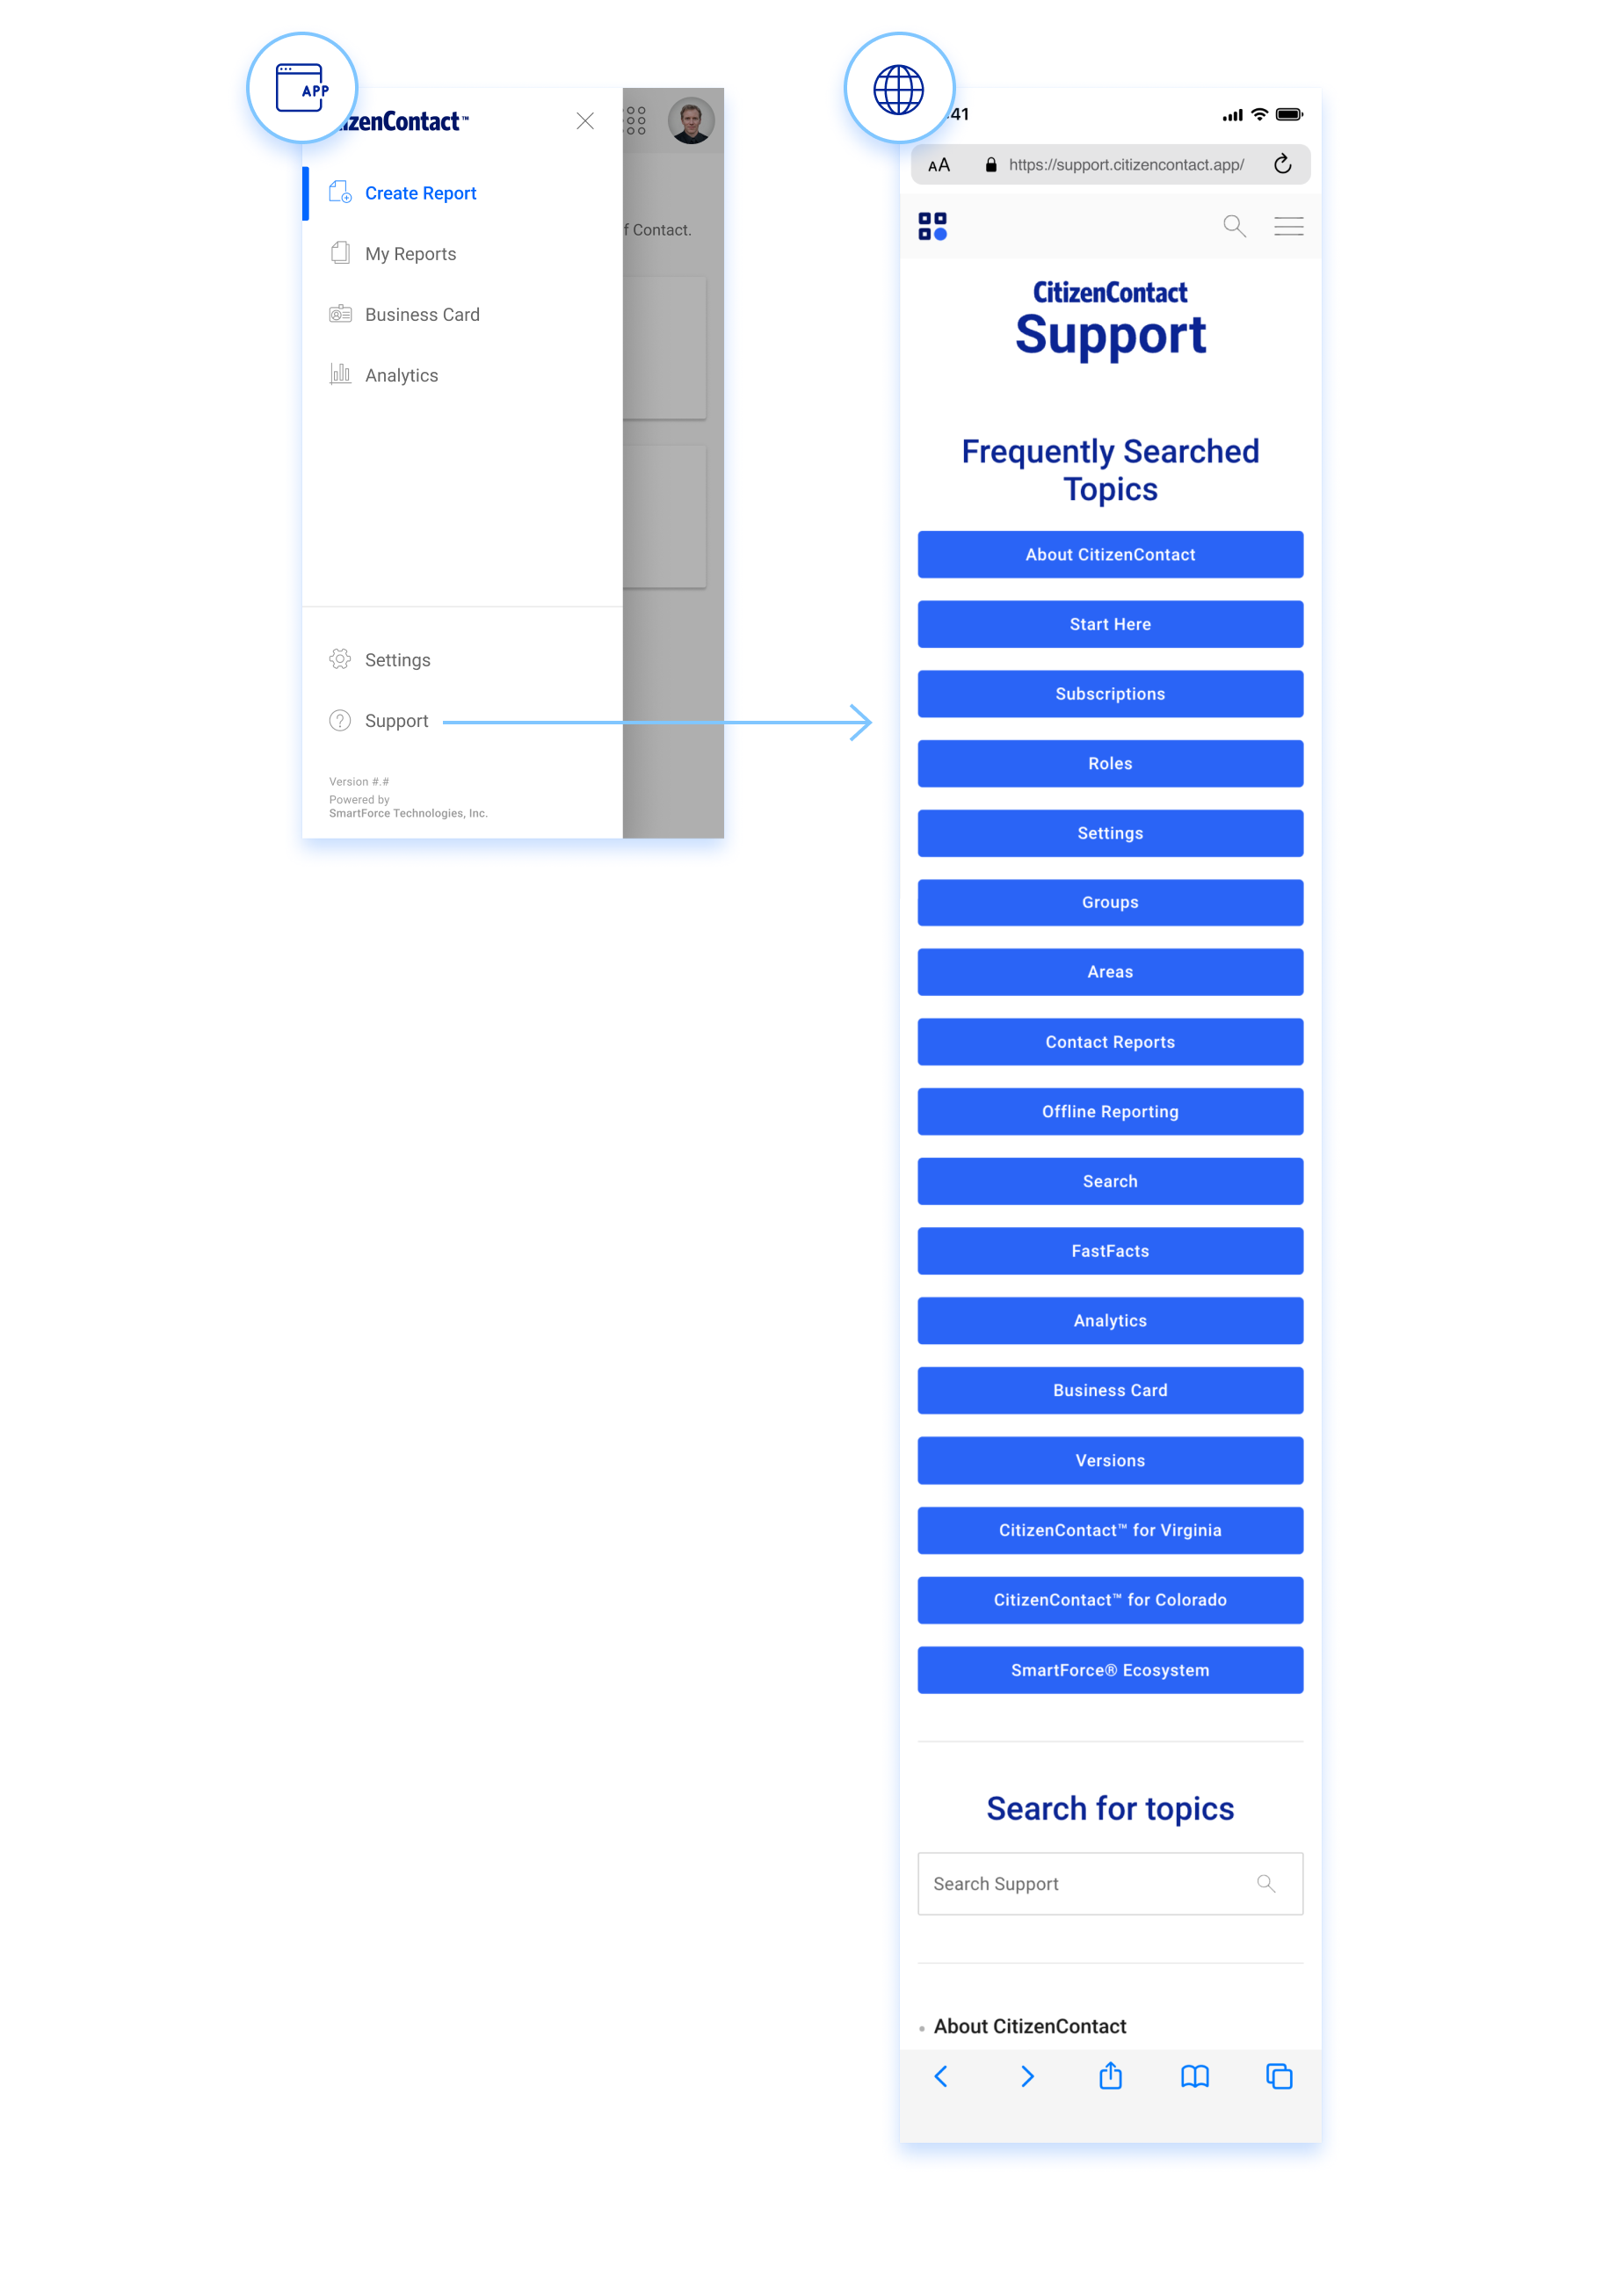 APP
zenContact™
Create Report
My Reports
Business Card
Analytics
f Contact.
Settings
Support
Version #.#
Powered by
SmartForce Technologies, Inc.
41
AA
https://support.citizencontact.app/
CitizenContact
Support
Frequently Searched
Topics
About CitizenContact
Start Here
Subscriptions
Roles
Settings
Groups
Areas
Contact Reports
Offline Reporting
Search
FastFacts
Analytics
Business Card
Versions
CitizenContact™ for Virginia
CitizenContact™ for Colorado
SmartForce® Ecosystem
Search for topics
Search Support
• About CitizenContact